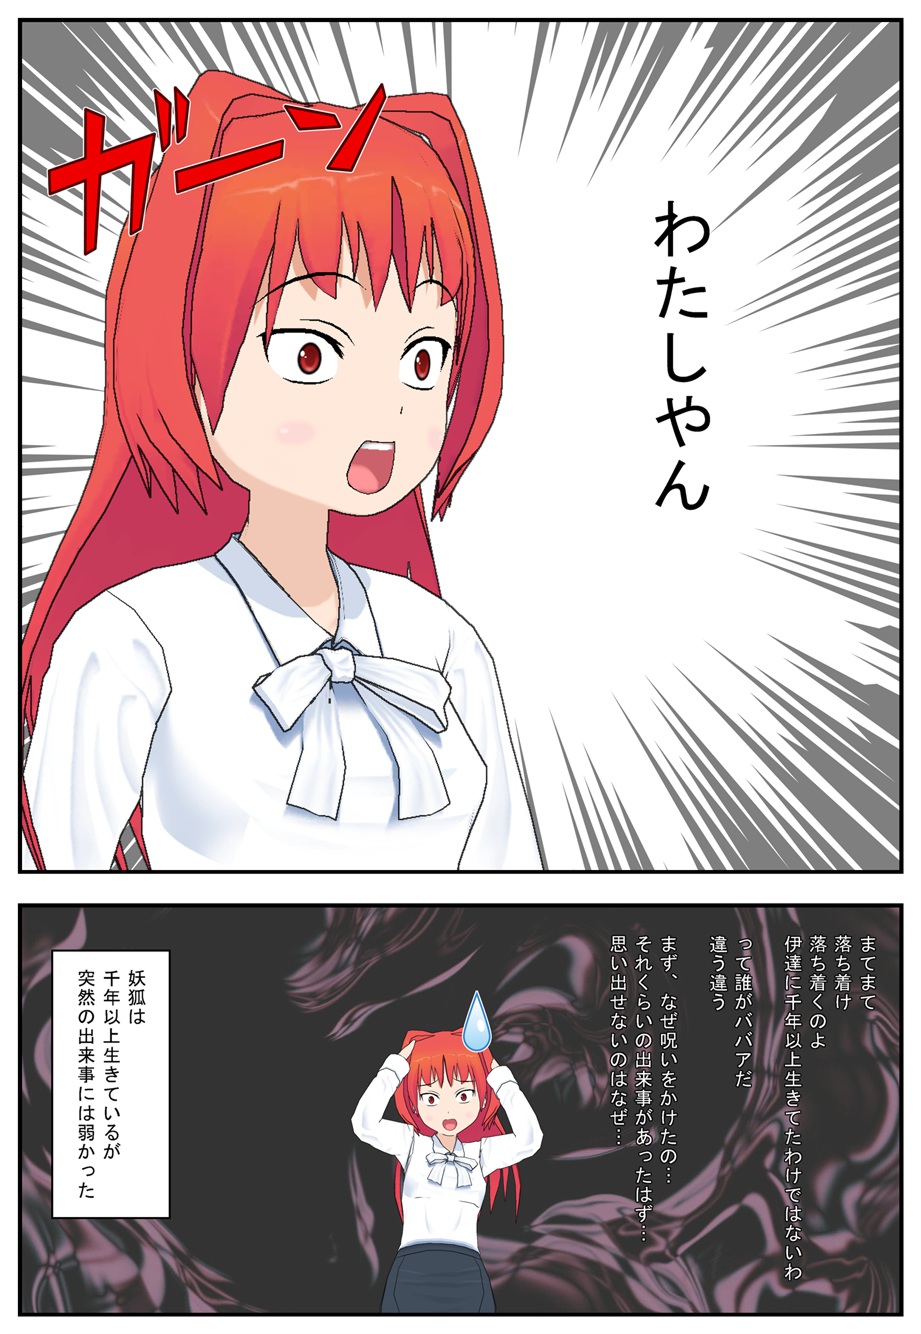 わたしゃん
ガーン
まてまて
落ち着け
落ち着くのよ
伊達に千年以上生きてたわけではないわ
って誰がババアだ
違う違う
まず、なぜ呪いをかけたの…
それくらいの出来事があったはず…
思い出せないのはなぜ…
妖狐は
千年以上生きているが
突然の出来事には弱かった